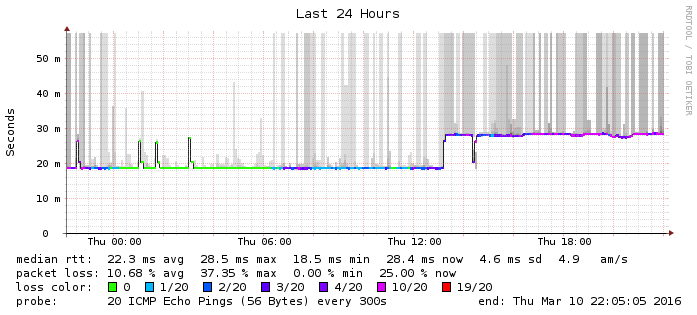 Last 24 Hours
RRDTOOL / TOBI OETIKER
Seconds
50 m
40 m
30 m
20 m
10 m
0
Thu 00:00 Thu 06:00 Thu 12:00 Thu 18:00
median rtt: 22.3 ms avg 28.5 ms max 18.5 ms min 28.4 ms now 4.6 ms sd 4.9 am/s
packet loss: 10.68 % avg 37.35 % max 0.00 % min 25.00 % now
loss color: 0 1/20 2/20 3/20 4/20 10/20 19/20
probe: 20 ICMP Echo Pings (56 Bytes) every 300s end: Thu Mar 10 22:05:05 2016